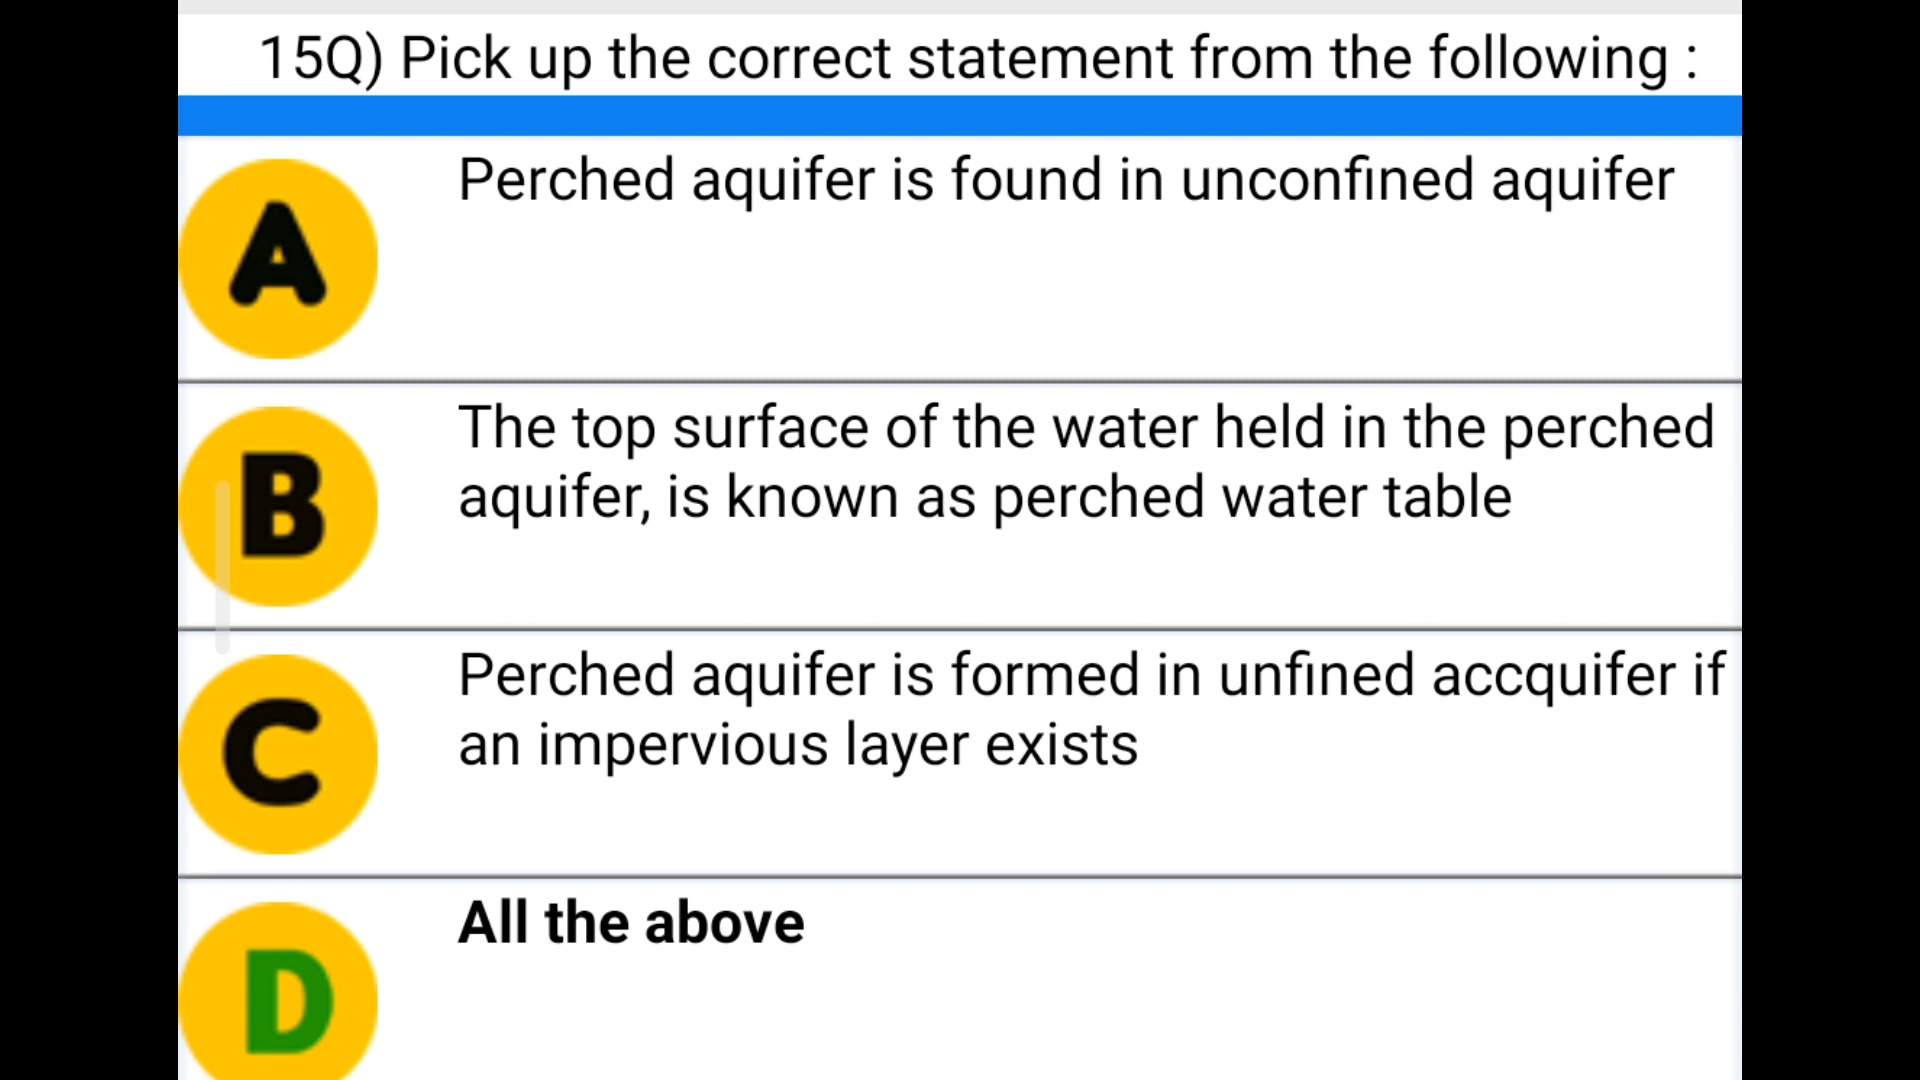 15Q) Pick up the correct statement from the following :
A
Perched aquifer is found in unconfined aquifer
B
The top surface of the water held in the perched
aquifer, is known as perched water table
C
Perched aquifer is formed in unfined accquifer if
an impervious layer exists
D
All the above